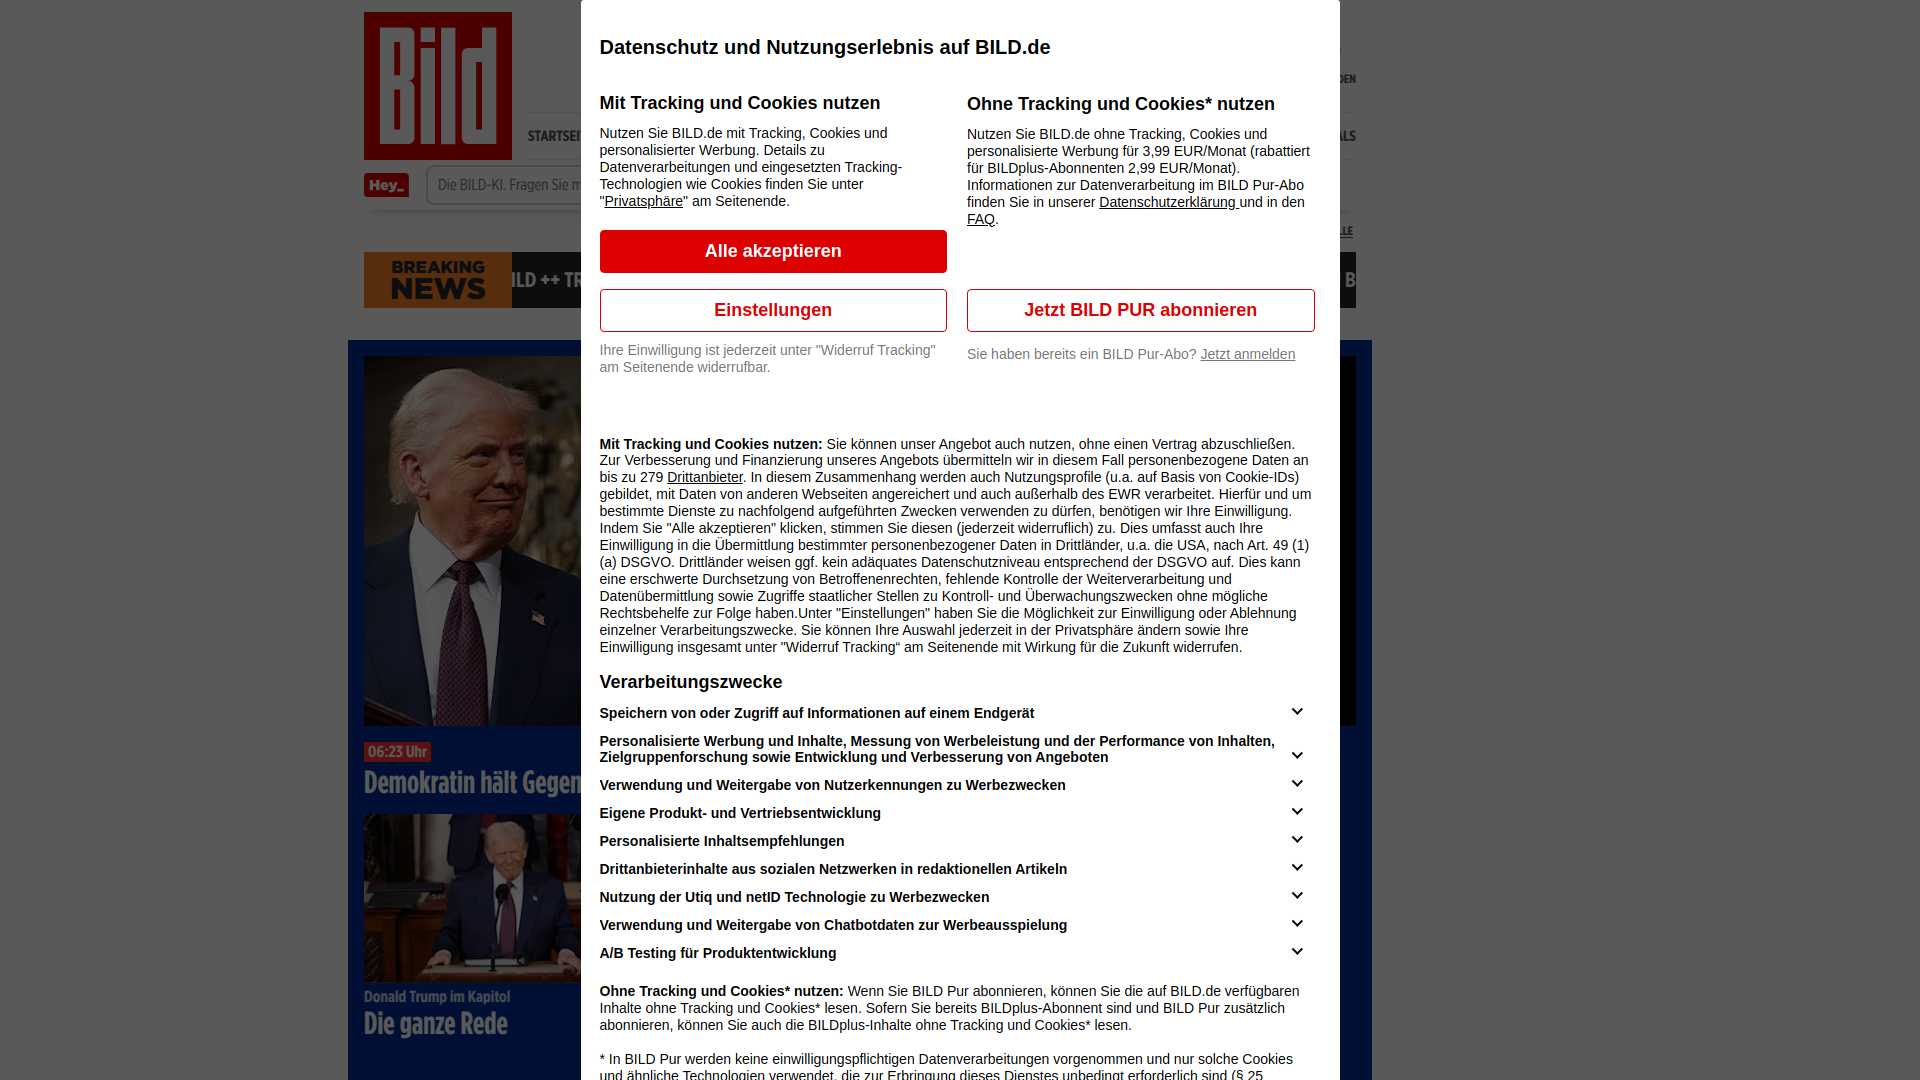 Bild
STARTSEI
Hey_
Die BILD-KI. Fragen Sie m
BREAKING
NEWS
ILD ++ TR
06:23 Uhr
Demokratin hält Gegen
Donald Trump im Kapitol
Die ganze Rede
Datenschutz und Nutzungserlebnis auf BILD.de
Mit Tracking und Cookies nutzen
Nutzen Sie BILD.de mit Tracking, Cookies und
personalisierter Werbung. Details zu
Datenverarbeitungen und eingesetzten Tracking-
Technologien wie Cookies finden Sie unter
"Privatsphäre" am Seitenende.
Alle akzeptieren
Einstellungen
Ihre Einwilligung ist jederzeit unter "Widerruf Tracking"
am Seitenende widerrufbar.
Ohne Tracking und Cookies* nutzen
Nutzen Sie BILD.de ohne Tracking, Cookies und
personalisierte Werbung für 3,99 EUR/Monat (rabattiert
für BILDplus-Abonnenten 2,99 EUR/Monat).
Informationen zur Datenverarbeitung im BILD Pur-Abo
finden Sie in unserer Datenschutzerklärung und in den
FAQ.
Jetzt BILD PUR abonnieren
Sie haben bereits ein BILD Pur-Abo? Jetzt anmelden
Mit Tracking und Cookies nutzen: Sie können unser Angebot auch nutzen, ohne einen Vertrag abzuschließen.
Zur Verbesserung und Finanzierung unseres Angebots übermitteln wir in diesem Fall personenbezogene Daten an
bis zu 279 Drittanbieter. In diesem Zusammenhang werden auch Nutzungsprofile (u.a. auf Basis von Cookie-IDs)
gebildet, mit Daten von anderen Webseiten angereichert und auch außerhalb des EWR verarbeitet. Hierfür und um
bestimmte Dienste zu nachfolgend aufgeführten Zwecken verwenden zu dürfen, benötigen wir Ihre Einwilligung.
Indem Sie "Alle akzeptieren" klicken, stimmen Sie diesen (jederzeit widerruflich) zu. Dies umfasst auch Ihre
Einwilligung in die Übermittlung bestimmter personenbezogener Daten in Drittländer, u.a. die USA, nach Art. 49 (1)
(a) DSGVO. Drittländer weisen ggf. kein adäquates Datenschutzniveau entsprechend der DSGVO auf. Dies kann
eine erschwerte Durchsetzung von Betroffenenrechten, fehlende Kontrolle der Weiterverarbeitung und
Datenübermittlung sowie Zugriffe staatlicher Stellen zu Kontroll- und Überwachungszwecken ohne mögliche
Rechtsbehelfe zur Folge haben.Unter "Einstellungen" haben Sie die Möglichkeit zur Einwilligung oder Ablehnung
einzelner Verarbeitungszwecke. Sie können Ihre Auswahl jederzeit in der Privatsphäre ändern sowie Ihre
Einwilligung insgesamt unter "Widerruf Tracking“ am Seitenende mit Wirkung für die Zukunft widerrufen.
Verarbeitungszwecke
Speichern von oder Zugriff auf Informationen auf einem Endgerät
Personalisierte Werbung und Inhalte, Messung von Werbeleistung und der Performance von Inhalten,
Zielgruppenforschung sowie Entwicklung und Verbesserung von Angeboten
Verwendung und Weitergabe von Nutzerkennungen zu Werbezwecken
Eigene Produkt- und Vertriebsentwicklung
Personalisierte Inhaltsempfehlungen
Drittanbieterinhalte aus sozialen Netzwerken in redaktionellen Artikeln
Nutzung der Utiq und netID Technologie zu Werbezwecken
Verwendung und Weitergabe von Chatbotdaten zur Werbeausspielung
A/B Testing für Produktentwicklung
Ohne Tracking und Cookies* nutzen: Wenn Sie BILD Pur abonnieren, können Sie die auf BILD.de verfügbaren
Inhalte ohne Tracking und Cookies* lesen. Sofern Sie bereits BILDplus-Abonnent sind und BILD Pur zusätzlich
abonnieren, können Sie auch die BILDplus-Inhalte ohne Tracking und Cookies* lesen.
* In BILD Pur werden keine einwilligungspflichtigen Datenverarbeitungen vorgenommen und nur solche Cookies
und ähnliche Technologien verwendet, die zur Erbringung dieses Dienstes unbedingt erforderlich sind (§ 25
DEN
ALS
LLE
B